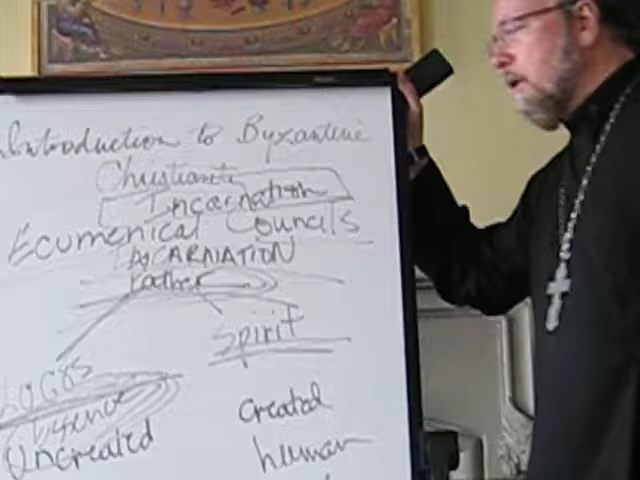 Introduction to Byzantine
Christianity
Incarnation
Ecumenical Councils
INCARNATION
Father
Spirit
LOGOS
created
Uncreated
human